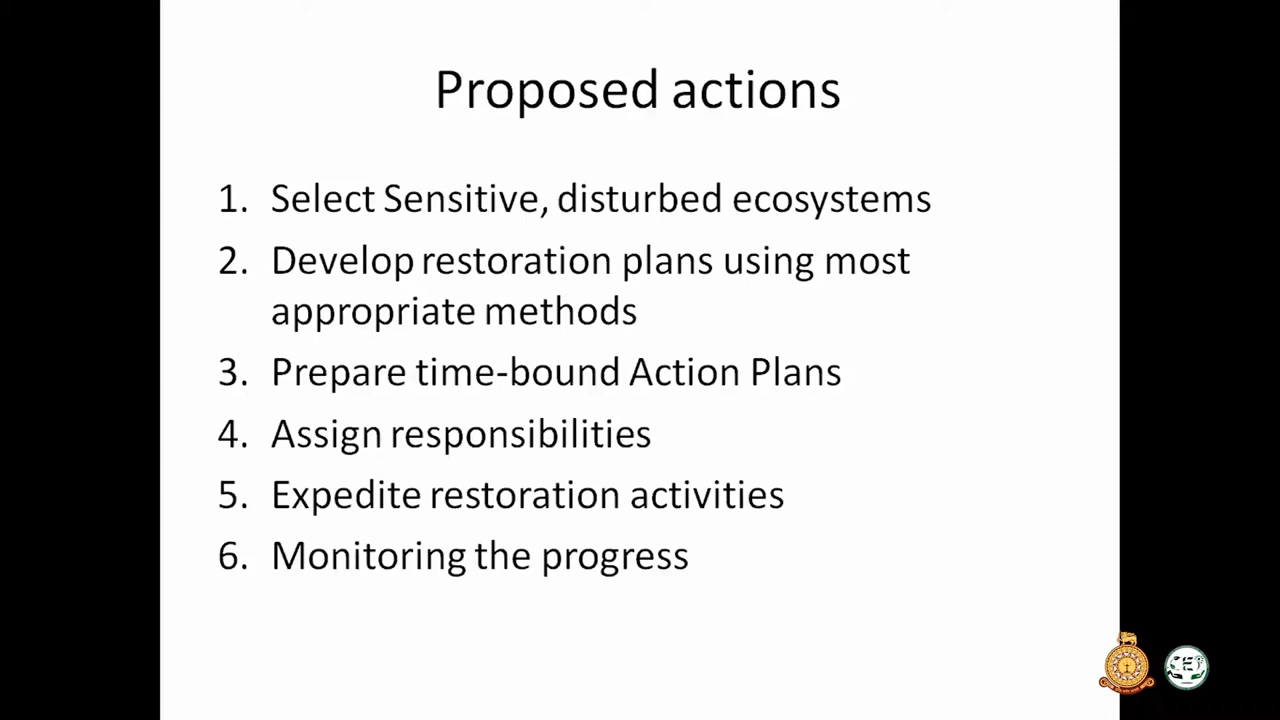 Proposed actions
1. Select Sensitive, disturbed ecosystems
2. Develop restoration plans using most
appropriate methods
3. Prepare time-bound Action Plans
4. Assign responsibilities
5. Expedite restoration activities
6. Monitoring the progress